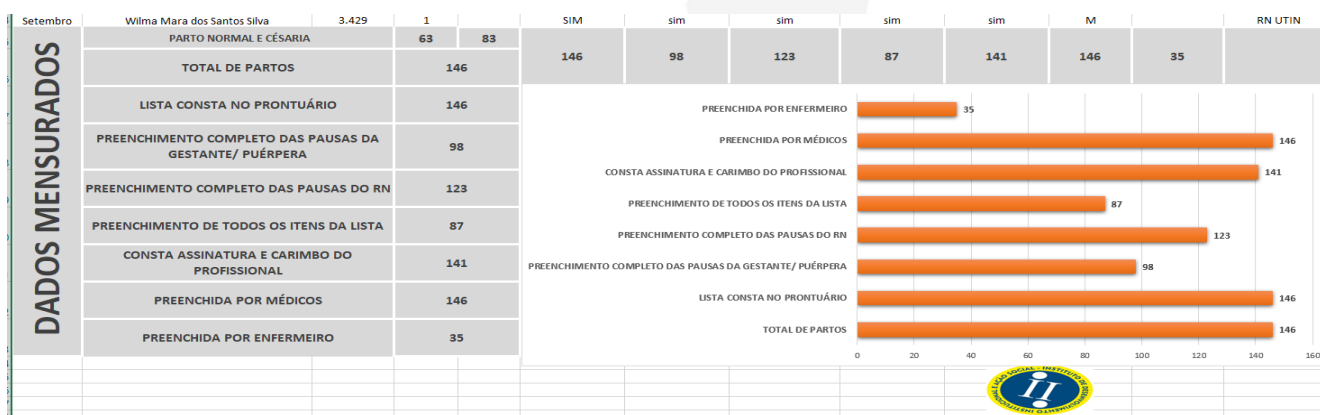 Setembro Wilma Mara dos Santos Silva 3.429 1 SIM sim sim sim sim M RN UTIN
DADOS MENSURADOS
PARTO NORMAL E CÉSARIA 63 83
TOTAL DE PARTOS 146
LISTA CONSTA NO PRONTUÁRIO 146
PREENCHIMENTO COMPLETO DAS PAUSAS DA
GESTANTE/ PUÉRPERA 98
PREENCHIMENTO COMPLETO DAS PAUSAS DO RN 123
PREENCHIMENTO DE TODOS OS ITENS DA LISTA 87
CONSTA ASSINATURA E CARIMBO DO
PROFISSIONAL 141
PREENCHIDA POR MÉDICOS 146
PREENCHIDA POR ENFERMEIRO 35
146 98 123 87 141 146 35
PREENCHIDA POR ENFERMEIRO 35
PREENCHIDA POR MÉDICOS 146
CONSTA ASSINATURA E CARIMBO DO PROFISSIONAL 141
PREENCHIMENTO DE TODOS OS ITENS DA LISTA 87
PREENCHIMENTO COMPLETO DAS PAUSAS DO RN 123
PREENCHIMENTO COMPLETO DAS PAUSAS DA GESTANTE/ PUÉRPERA 98
LISTA CONSTA NO PRONTUÁRIO 146
TOTAL DE PARTOS 146
0 20 40 60 80 100 120 140 160
INSTITUTO DE DESENVOLVIMENTO INSTITUCIONAL E AÇÃO SOCIAL